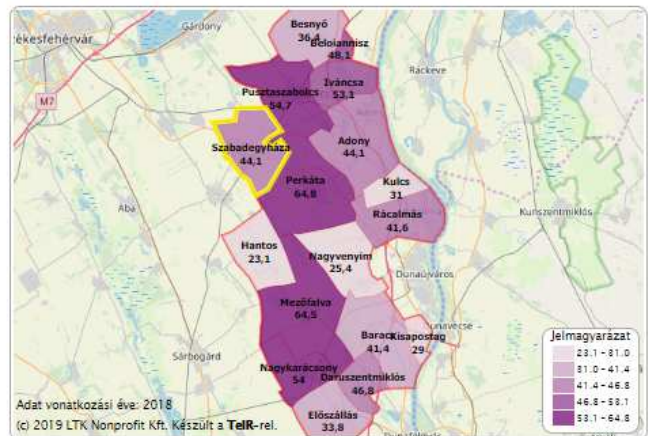 Besnyő
36,4
Gárdony
zékesfehérvár
Beloiannisz
48,1
Ráckeve
Iváncsa
53,1
M7
Pusztaszabolcs
54,7
Adony
44,1
Szabadegyháza
44,1
Perkáta
64,8
Kulcs
31
Aba
Rácalmás
41,6
Kunszentmiklós
Hantos
23,1
Nagyvenyim
25,4
Dunaújváros
Mezőfalva
64,5
Baracs
41,4
Kisapostag
29
unavecse
Sárbogárd
Nagykarácsony
54
Daruszentmiklós
46,8
Előszállás
33,8
Jelmagyarázat
23.1 - 31.0
31.0 - 41.4
41.4 - 46.8
46.8 - 53.1
53.1 - 64.8
Adat vonatkozási éve: 2018
(c) 2019 LTK Nonprofit Kft. Készült a TeIR-rel.